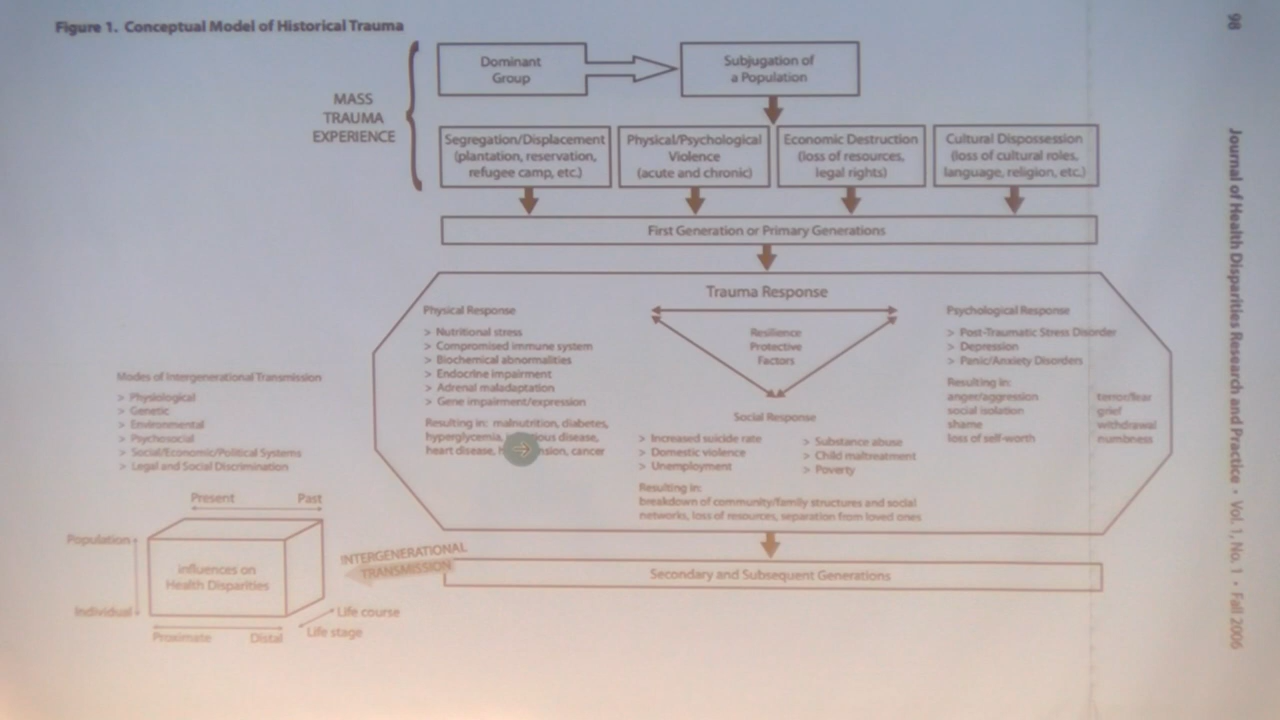 Figure 1. Conceptual Model of Historical Trauma
MASS
TRAUMA
EXPERIENCE
Dominant
Group
Subjugation of
a Population
Segregation/Displacement
(plantation, reservation,
refugee camp, etc.)
Physical/Psychological
Violence
(acute and chronic)
Economic Destruction
(loss of resources,
legal rights)
Cultural Dispossession
(loss of cultural roles,
language, religion, etc.)
First Generation or Primary Generations
Trauma Response
Physical Response
> Nutritional stress
> Compromised immune system
> Biochemical abnormalities
> Endocrine impairment
> Adrenal maladaptation
> Gene impairment/expression
Resulting in: malnutrition, diabetes,
hyperglycemia, disease,
heart disease, cancer
Resilience
Protective
Factors
Social Response
> Increased suicide rate
> Domestic violence
> Unemployment
> Substance abuse
> Child maltreatment
> Poverty
Resulting in:
breakdown of community/family structures and social
networks, loss of resources, separation from loved ones
Psychological Response
> Post-Traumatic Stress Disorder
> Depression
> Panic/Anxiety Disorders
Resulting in:
anger/aggression
social isolation
shame
loss of self-worth
terror/fear
grief
withdrawal
numbness
Secondary and Subsequent Generations
INTERGENERATIONAL
TRANSMISSION
Modes of Intergenerational Transmission
> Physiological
> Genetic
> Environmental
> Psychosocial
> Social/Economic/Political Systems
> Legal and Social Discrimination
Present Past
Population
Individual
influences on
Health Disparities
Proximate Distal
Life course
Life stage
98
Journal of Health Disparities Research and Practice • Vol. 1, No. 1 • Fall 2006